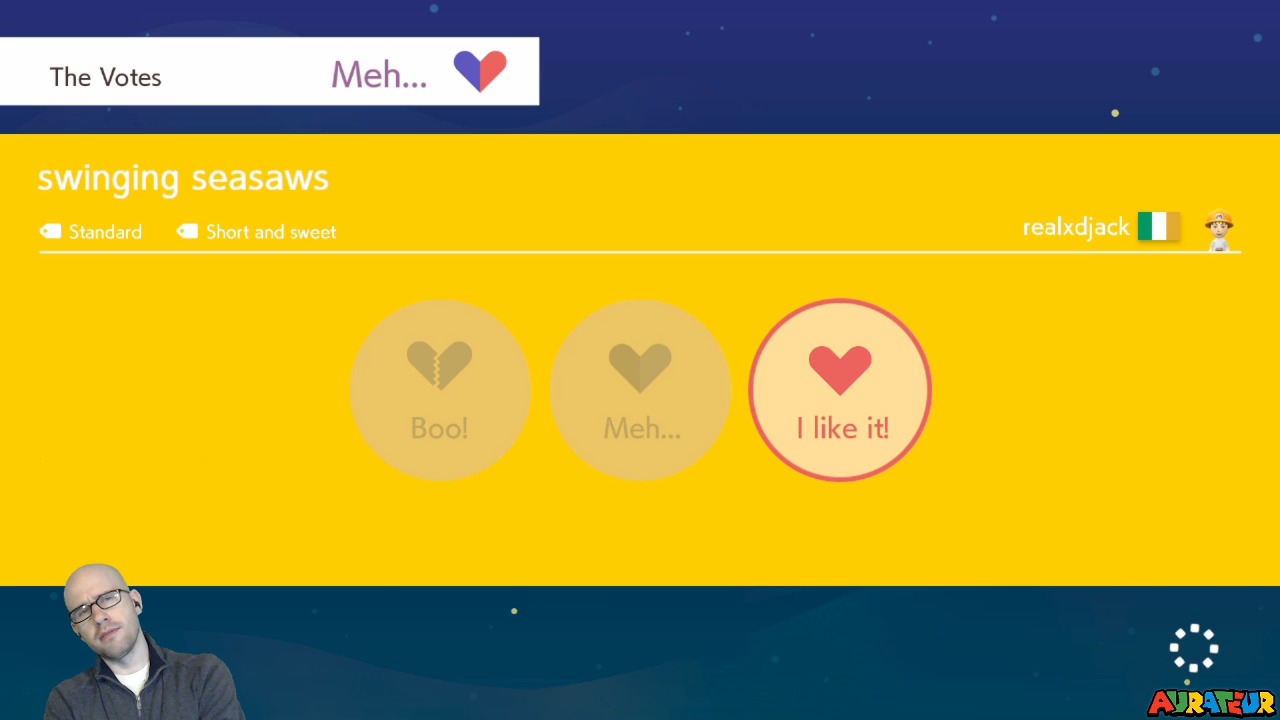 The Votes
Meh...
swinging seasaws
Standard
Short and sweet
realxdjack
Boo!
Meh...
I like it!
AURATEUR